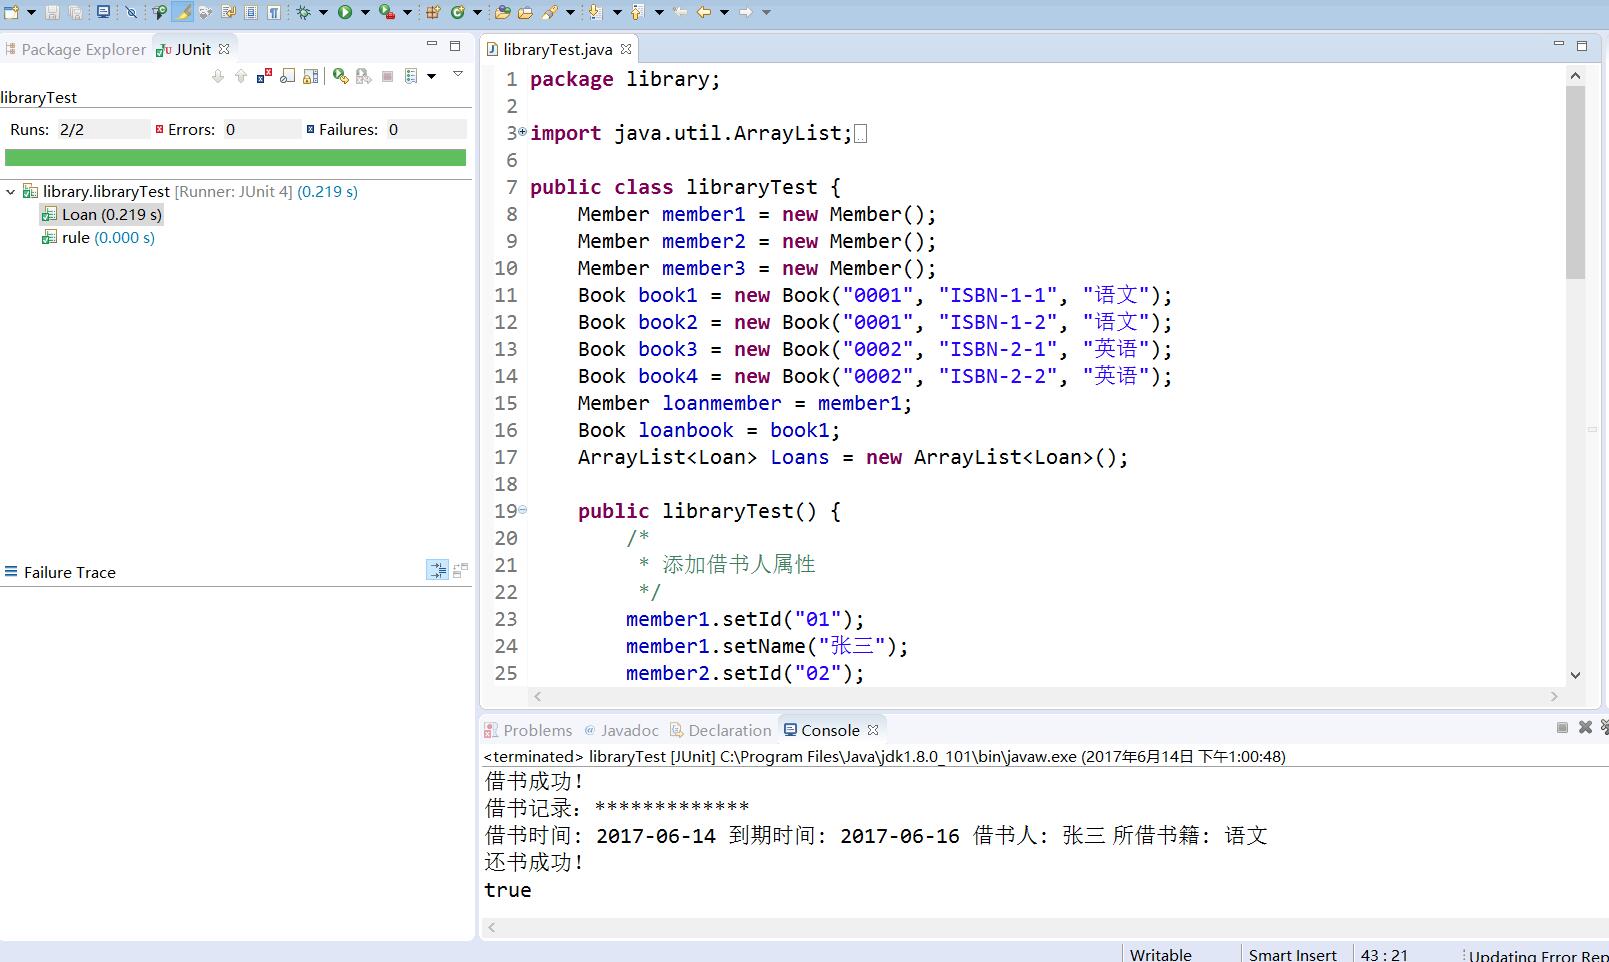 Package Explorer
JUnit
libraryTest
Runs: 2/2
Errors: 0
Failures: 0
library.libraryTest [Runner: JUnit 4] (0.219 s)
Loan (0.219 s)
rule (0.000 s)
Failure Trace
libraryTest.java
1 package library;
2
3 import java.util.ArrayList;
6
7 public class libraryTest {
8 Member member1 = new Member();
9 Member member2 = new Member();
10 Member member3 = new Member();
11 Book book1 = new Book("0001", "ISBN-1-1", "语文");
12 Book book2 = new Book("0001", "ISBN-1-2", "语文");
13 Book book3 = new Book("0002", "ISBN-2-1", "英语");
14 Book book4 = new Book("0002", "ISBN-2-2", "英语");
15 Member loanmember = member1;
16 Book loanbook = book1;
17 ArrayList<Loan> Loans = new ArrayList<Loan>();
18
19 public libraryTest() {
20 /*
21 * 添加借书人属性
22 */
23 member1.setId("01");
24 member1.setName("张三");
25 member2.setId("02");
Problems @ Javadoc Declaration Console
<terminated> libraryTest [JUnit] C:\Program Files\Java\jdk1.8.0_101\bin\javaw.exe (2017年6月14日 下午1:00:48)
借书成功!
借书记录: *************
借书时间: 2017-06-14 到期时间: 2017-06-16 借书人: 张三 所借书籍: 语文
还书成功!
true
Writable
Smart Insert
43 : 21
Updating Error Rep